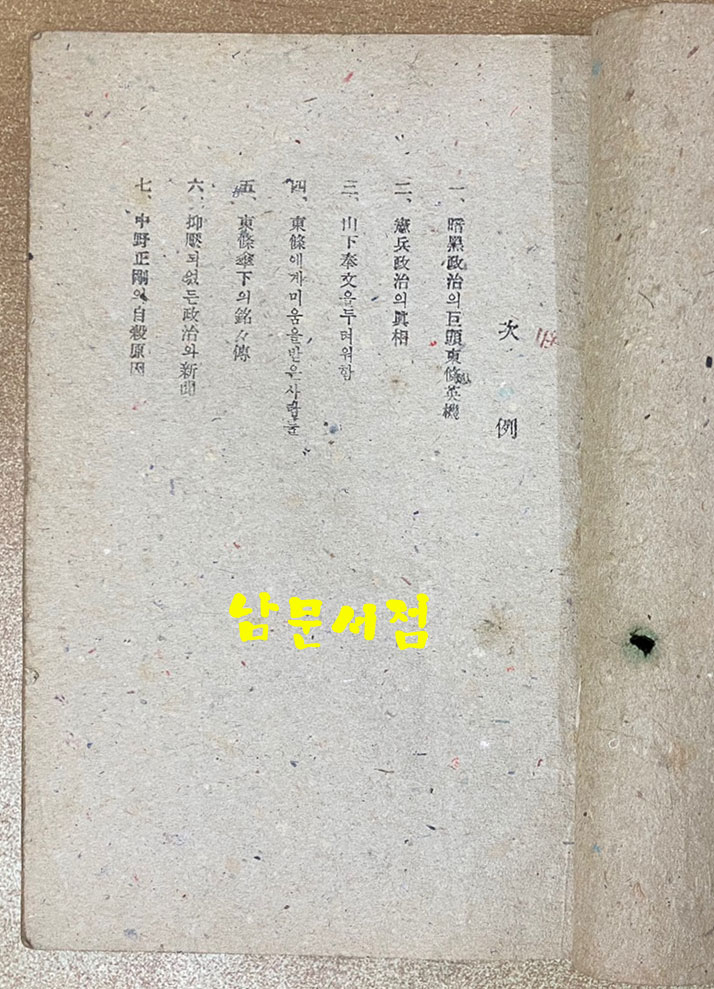 次例
一、暗黑政治의巨頭東條英機
二、憲兵政治의眞相
三、山下奉文을두려워함
四、東條에게미움을받은사람들
五、東條傘下의銘々傳
六、抑壓되었든政治와新聞
七、中野正剛의自殺原因
남문서점